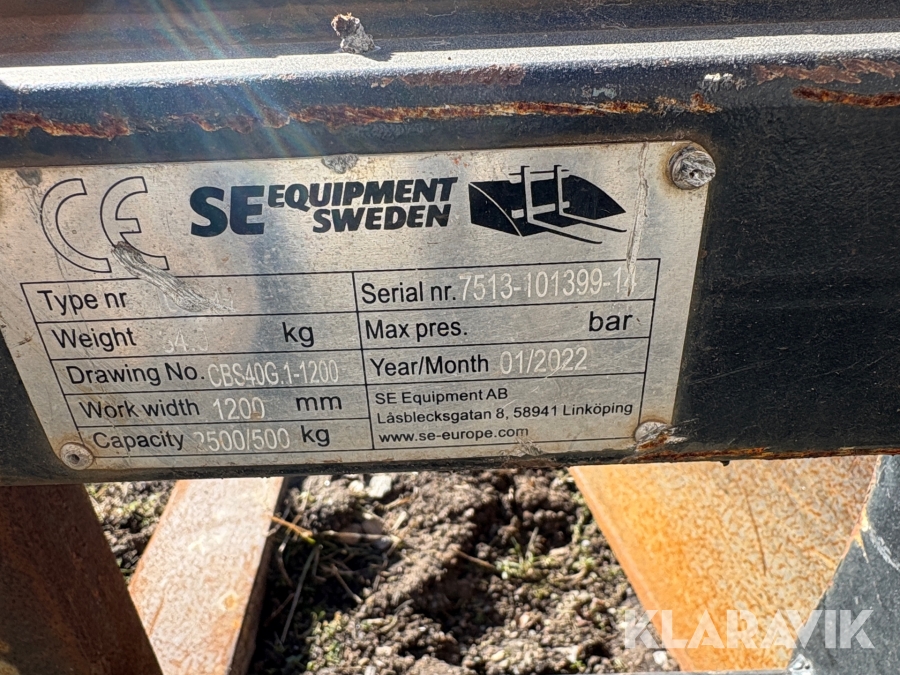 CE SE EQUIPMENT SWEDEN
Type nr
Serial nr. 7513-101399-14
Weight kg
Max pres. bar
Drawing No. CBS40G.1-1200
Year/Month 01/2022
Work width 1200 mm
Capacity 2500/500 kg
SE Equipment AB
Låsblecksgatan 8, 58941 Linköping
www.se-europe.com
KLARAVIK